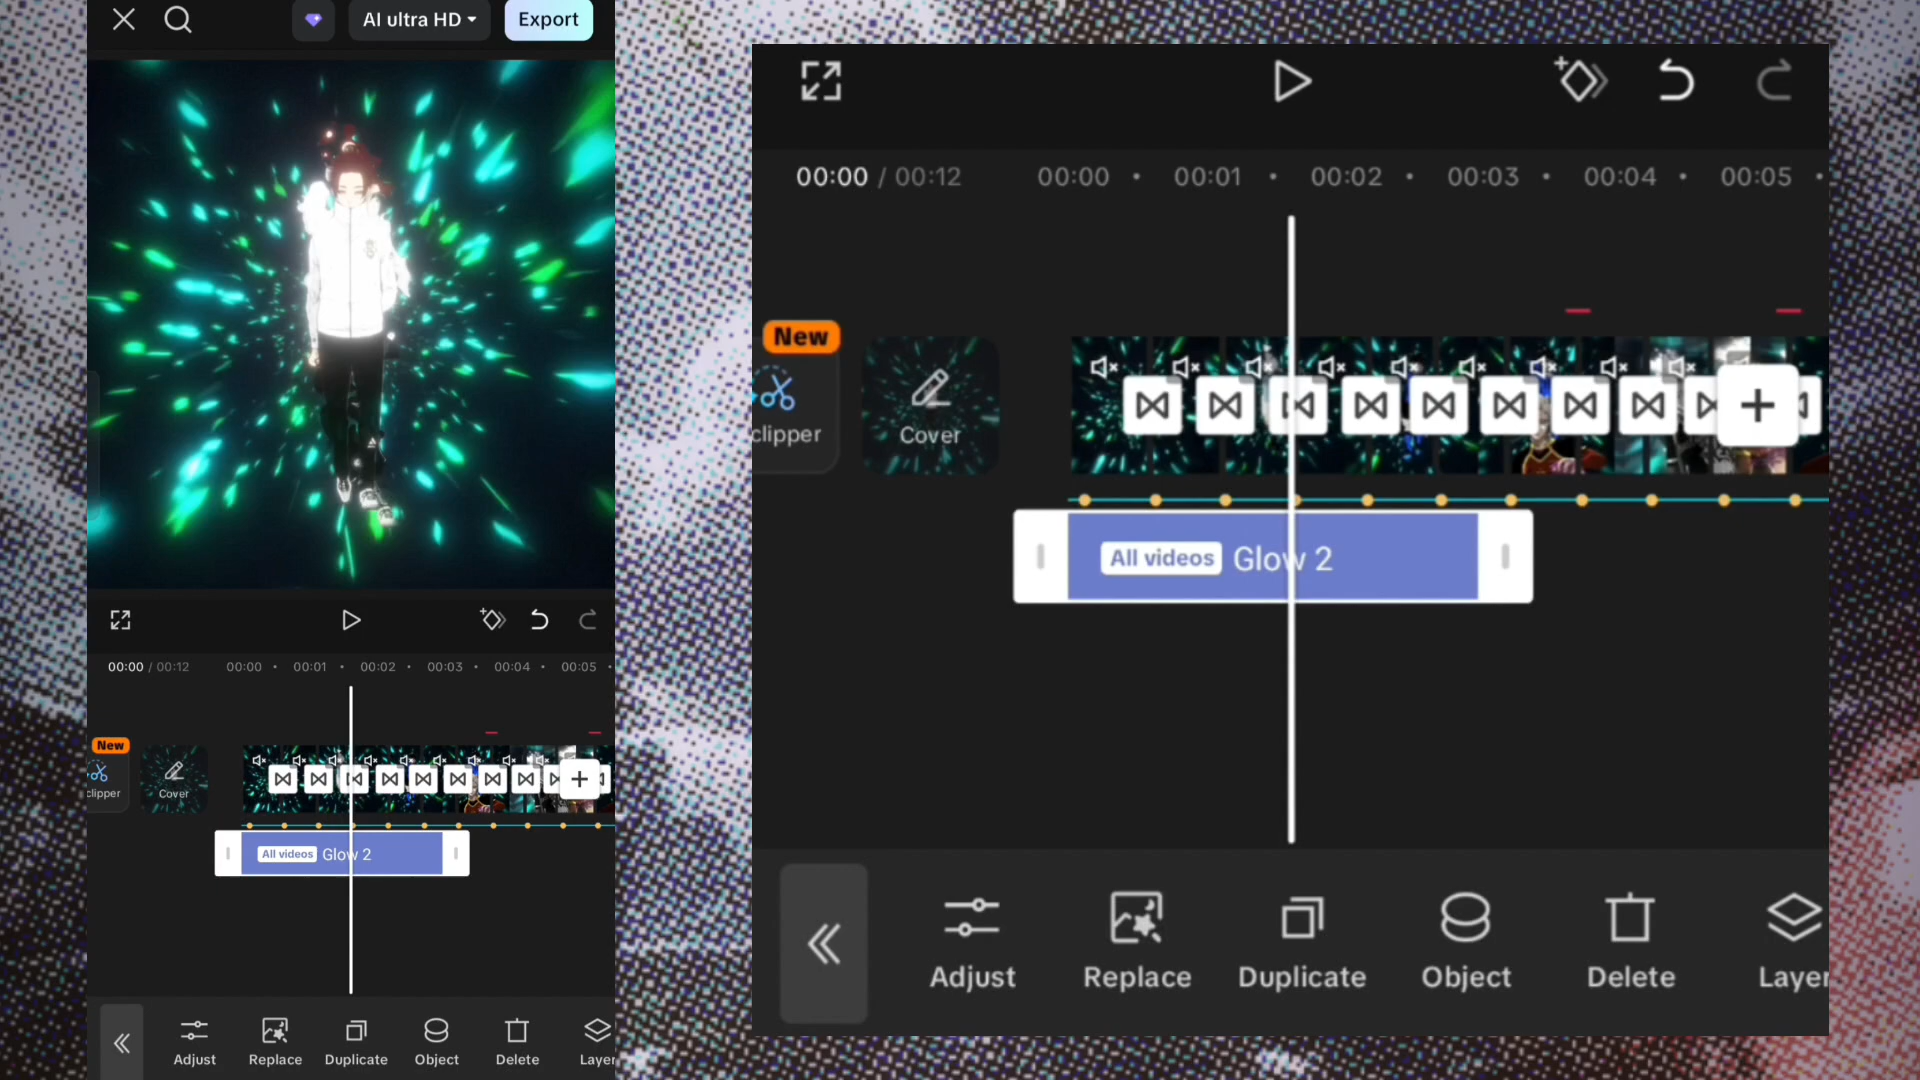 AI ultra HD
Export
00:00 / 00:12
00:00
00:01
00:02
00:03
00:04
00:05
New
clipper
Cover
All videos Glow 2
Adjust
Replace
Duplicate
Object
Delete
Layer
00:00 / 00:12
00:00
00:01
00:02
00:03
00:04
00:05
New
clipper
Cover
All videos Glow 2
Adjust
Replace
Duplicate
Object
Delete
Layer